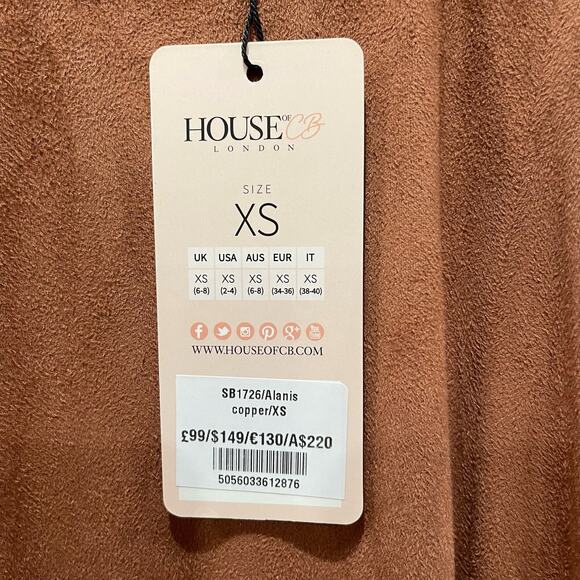 HOUSE OF CB
LONDON
SIZE
XS
UK USA AUS EUR IT
XS XS XS XS XS
(6-8) (2-4) (6-8) (34-36) (38-40)
WWW.HOUSEOFCB.COM
SB1726/Alanis
copper/XS
£99/$149/€130/A$220
5056033612876